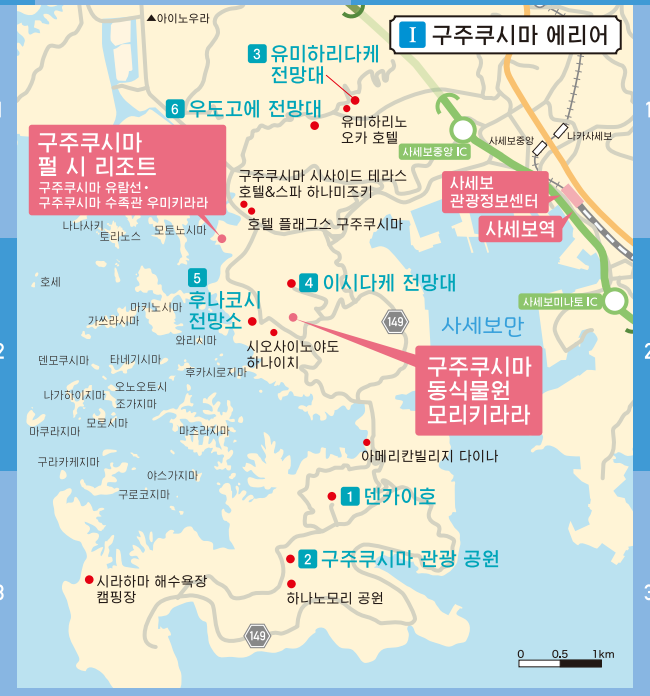 ▲아이노우라
I 구주쿠시마 에리어
3 유미하리다케
전망대
6 우도고에 전망대
유미하리노
오카 호텔
구주쿠시마
펄 시 리조트
구주쿠시마 유람선·
구주쿠시마 수족관 우미키라라
사세보중앙 IC
사세보중앙
나카사세보
구주쿠시마 시사이드 테라스
호텔&스파 하나미즈키
사세보
관광정보센터
호텔 플래그스 구주쿠시마
사세보역
나나사키
토리노스
모토노시마
호세
5
후나코시
전망소
4 이시다케 전망대
사세보미나토 IC
마키노시마
가쓰라시마
와리시마
149
사세보만
시오사이노야도
하나이치
구주쿠시마
동식물원
모리키라라
덴모쿠시마
타네기시마
후카시로지마
오노오토시
나가하이지마
조가지마
모로시마
마쿠라지마
마츠라지마
아메리칸빌리지 다이나
구라카케지마
야스가지마
구로코지마
1 덴카이호
2 구주쿠시마 관광 공원
시라하마 해수욕장
캠핑장
하나노모리 공원
149
0 0.5 1km
1
2
2
3
3